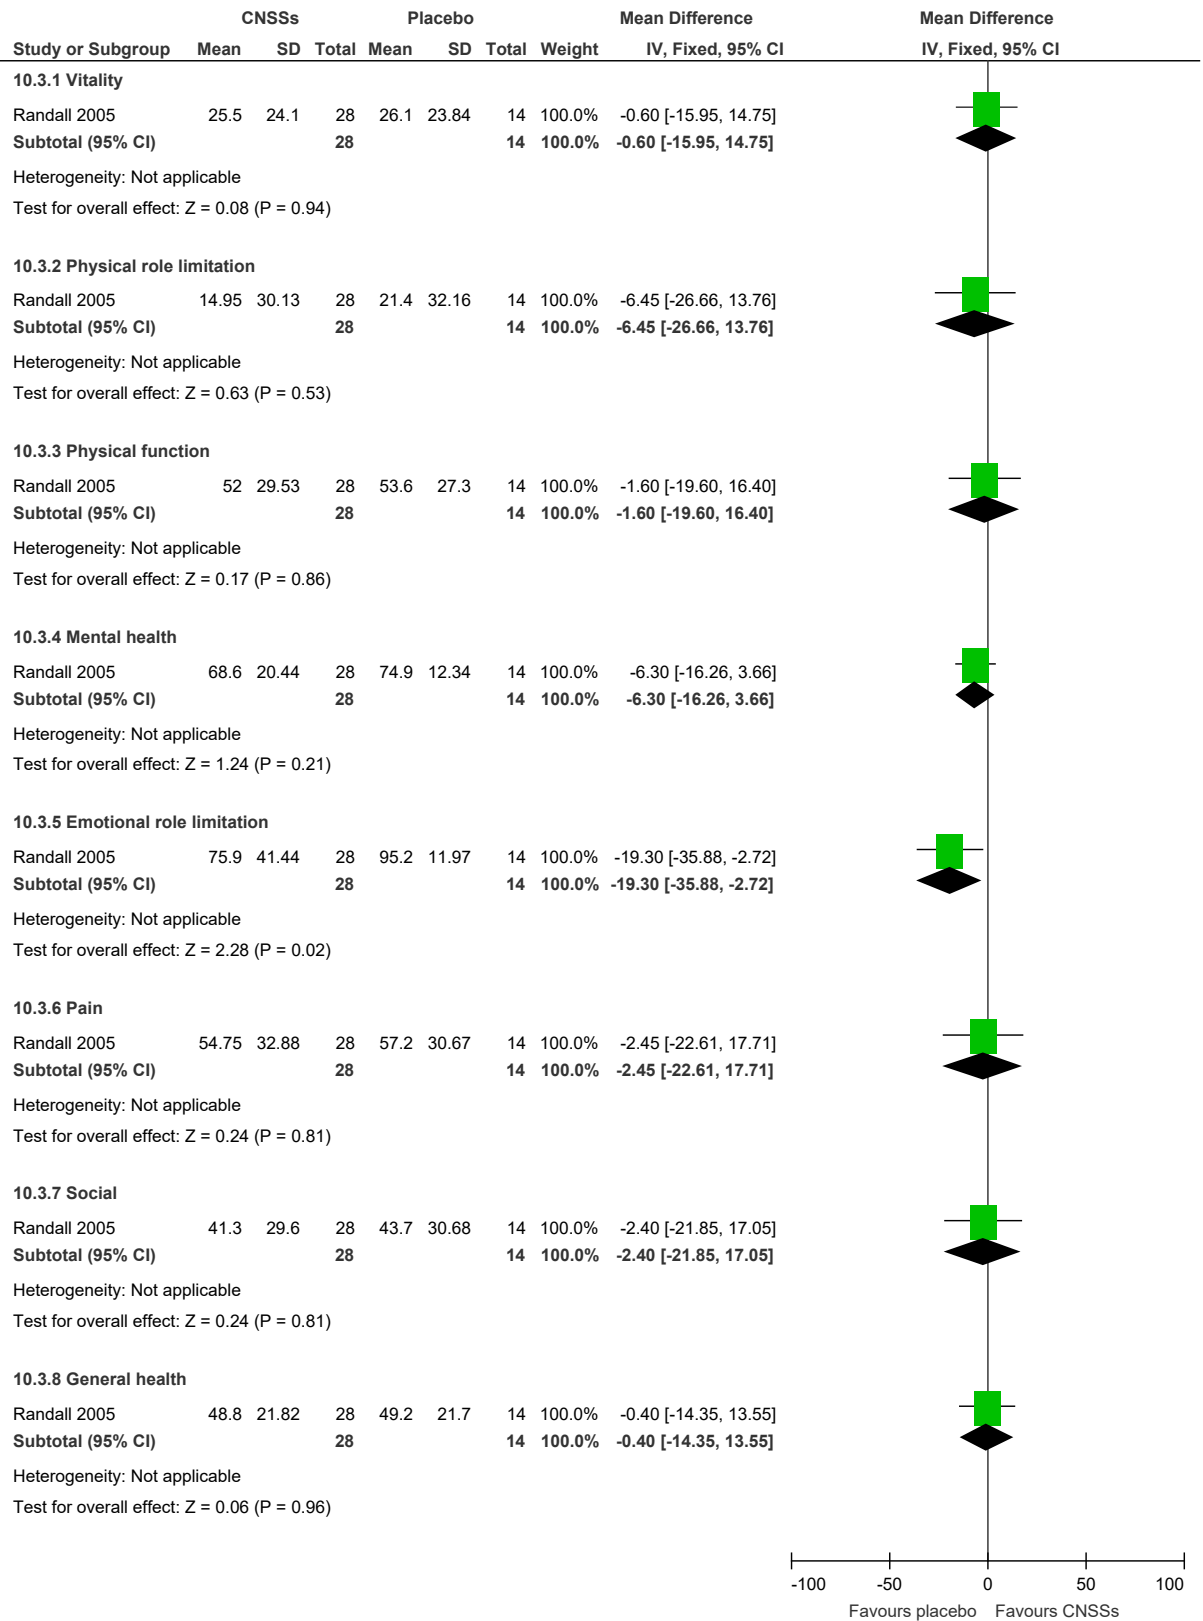 CNSSs Placebo Mean Difference Mean Difference
Study or Subgroup Mean SD Total Mean SD Total Weight IV, Fixed, 95% CI IV, Fixed, 95% CI
10.3.1 Vitality
Randall 2005 25.5 24.1 28 26.1 23.84 14 100.0% -0.60 [-15.95, 14.75]
Subtotal (95% CI) 28 14 100.0% -0.60 [-15.95, 14.75]
Heterogeneity: Not applicable
Test for overall effect: Z = 0.08 (P = 0.94)
10.3.2 Physical role limitation
Randall 2005 14.95 30.13 28 21.4 32.16 14 100.0% -6.45 [-26.66, 13.76]
Subtotal (95% CI) 28 14 100.0% -6.45 [-26.66, 13.76]
Heterogeneity: Not applicable
Test for overall effect: Z = 0.63 (P = 0.53)
10.3.3 Physical function
Randall 2005 52 29.53 28 53.6 27.3 14 100.0% -1.60 [-19.60, 16.40]
Subtotal (95% CI) 28 14 100.0% -1.60 [-19.60, 16.40]
Heterogeneity: Not applicable
Test for overall effect: Z = 0.17 (P = 0.86)
10.3.4 Mental health
Randall 2005 68.6 20.44 28 74.9 12.34 14 100.0% -6.30 [-16.26, 3.66]
Subtotal (95% CI) 28 14 100.0% -6.30 [-16.26, 3.66]
Heterogeneity: Not applicable
Test for overall effect: Z = 1.24 (P = 0.21)
10.3.5 Emotional role limitation
Randall 2005 75.9 41.44 28 95.2 11.97 14 100.0% -19.30 [-35.88, -2.72]
Subtotal (95% CI) 28 14 100.0% -19.30 [-35.88, -2.72]
Heterogeneity: Not applicable
Test for overall effect: Z = 2.28 (P = 0.02)
10.3.6 Pain
Randall 2005 54.75 32.88 28 57.2 30.67 14 100.0% -2.45 [-22.61, 17.71]
Subtotal (95% CI) 28 14 100.0% -2.45 [-22.61, 17.71]
Heterogeneity: Not applicable
Test for overall effect: Z = 0.24 (P = 0.81)
10.3.7 Social
Randall 2005 41.3 29.6 28 43.7 30.68 14 100.0% -2.40 [-21.85, 17.05]
Subtotal (95% CI) 28 14 100.0% -2.40 [-21.85, 17.05]
Heterogeneity: Not applicable
Test for overall effect: Z = 0.24 (P = 0.81)
10.3.8 General health
Randall 2005 48.8 21.82 28 49.2 21.7 14 100.0% -0.40 [-14.35, 13.55]
Subtotal (95% CI) 28 14 100.0% -0.40 [-14.35, 13.55]
Heterogeneity: Not applicable
Test for overall effect: Z = 0.06 (P = 0.96)
-100 -50 0 50 100
Favours placebo Favours CNSSs